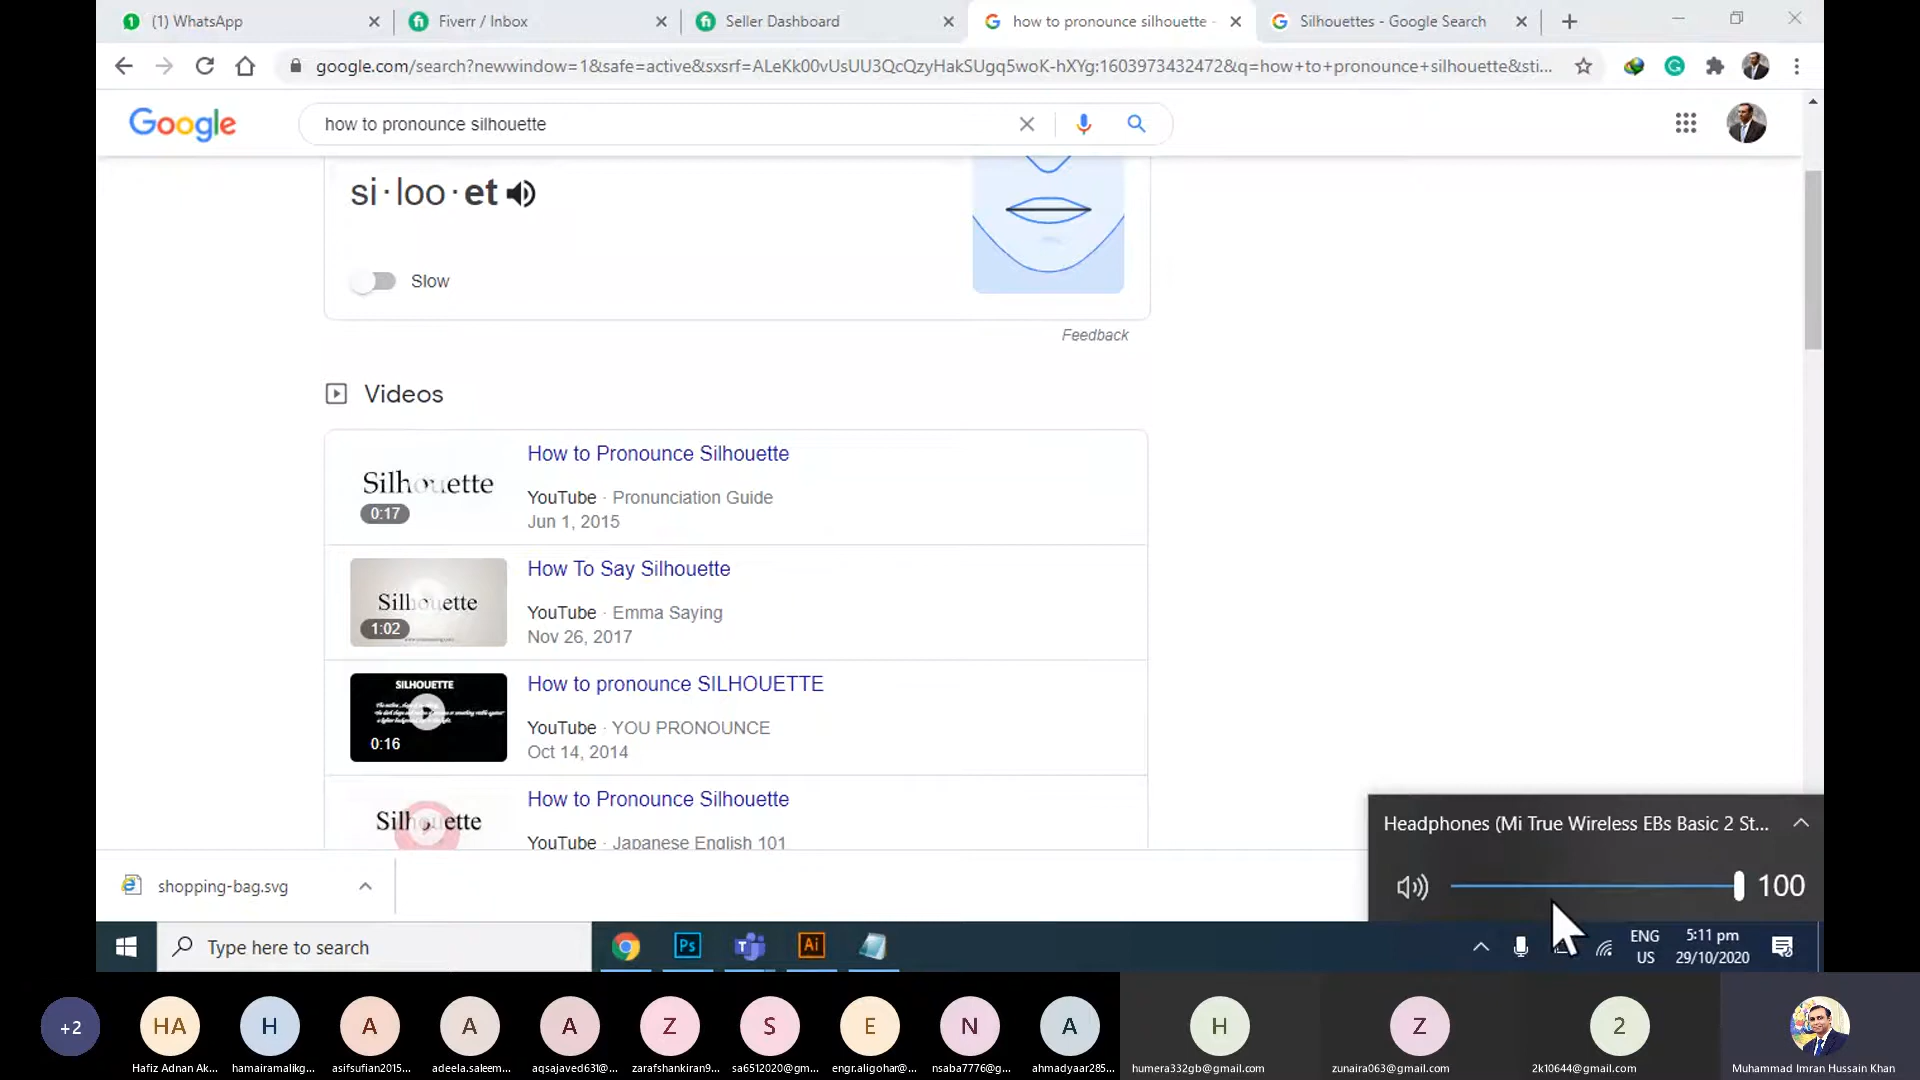 (1) WhatsApp
Fiverr / Inbox
Seller Dashboard
how to pronounce silhouette -
Silhouettes - Google Search
google.com/search?newwindow=1&safe=active&sxsrf=ALeKk00vUsUU3QcQzyHakSUgq5woK-hXYg:1603973432472&q=how+to+pronounce+silhouette&sti...
Google
how to pronounce silhouette
si·loo·et
Slow
Feedback
Videos
Silhouette
0:17
How to Pronounce Silhouette
YouTube · Pronunciation Guide
Jun 1, 2015
Silhouette
1:02
How To Say Silhouette
YouTube · Emma Saying
Nov 26, 2017
SILHOUETTE
0:16
How to pronounce SILHOUETTE
YouTube · YOU PRONOUNCE
Oct 14, 2014
Silhouette
How to Pronounce Silhouette
YouTube · Japanese English 101
Headphones (Mi True Wireless EBs Basic 2 St...
100
shopping-bag.svg
Type here to search
Ps
Ai
ENG
US
5:11 pm
29/10/2020
+2
HA
H
A
A
A
Z
S
E
N
A
H
Z
2
Hafiz Adnan Ak...
hamairamalikg...
asifsufian2015...
adeela.saleem...
aqsajaved631@...
zarafshankiran9...
sa6512020@gm...
engr.aligohar@...
nsaba7776@g...
ahmadyaar285...
humera332gb@gmail.com
zunaira063@gmail.com
2k10644@gmail.com
Muhammad Imran Hussain Khan